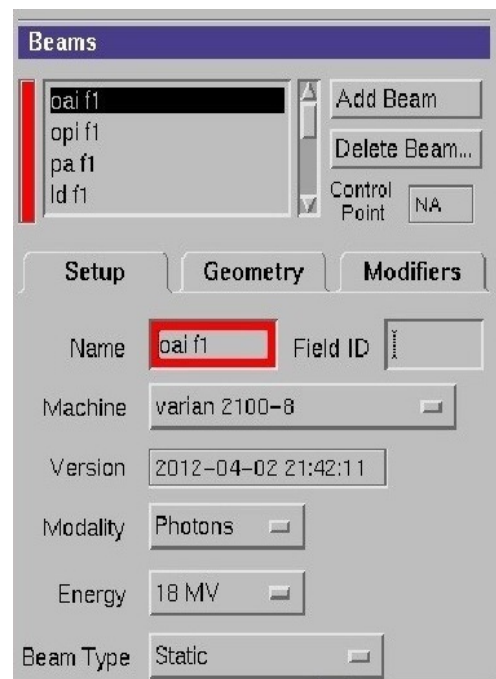 Beams
oai f1
opi f1
pa f1
ld f1
Add Beam
Delete Beam...
Control
Point
NA
Setup
Geometry
Modifiers
Name
oai f1
Field ID
Machine
varian 2100-8
Version
2012-04-02 21:42:11
Modality
Photons
Energy
18 MV
Beam Type
Static